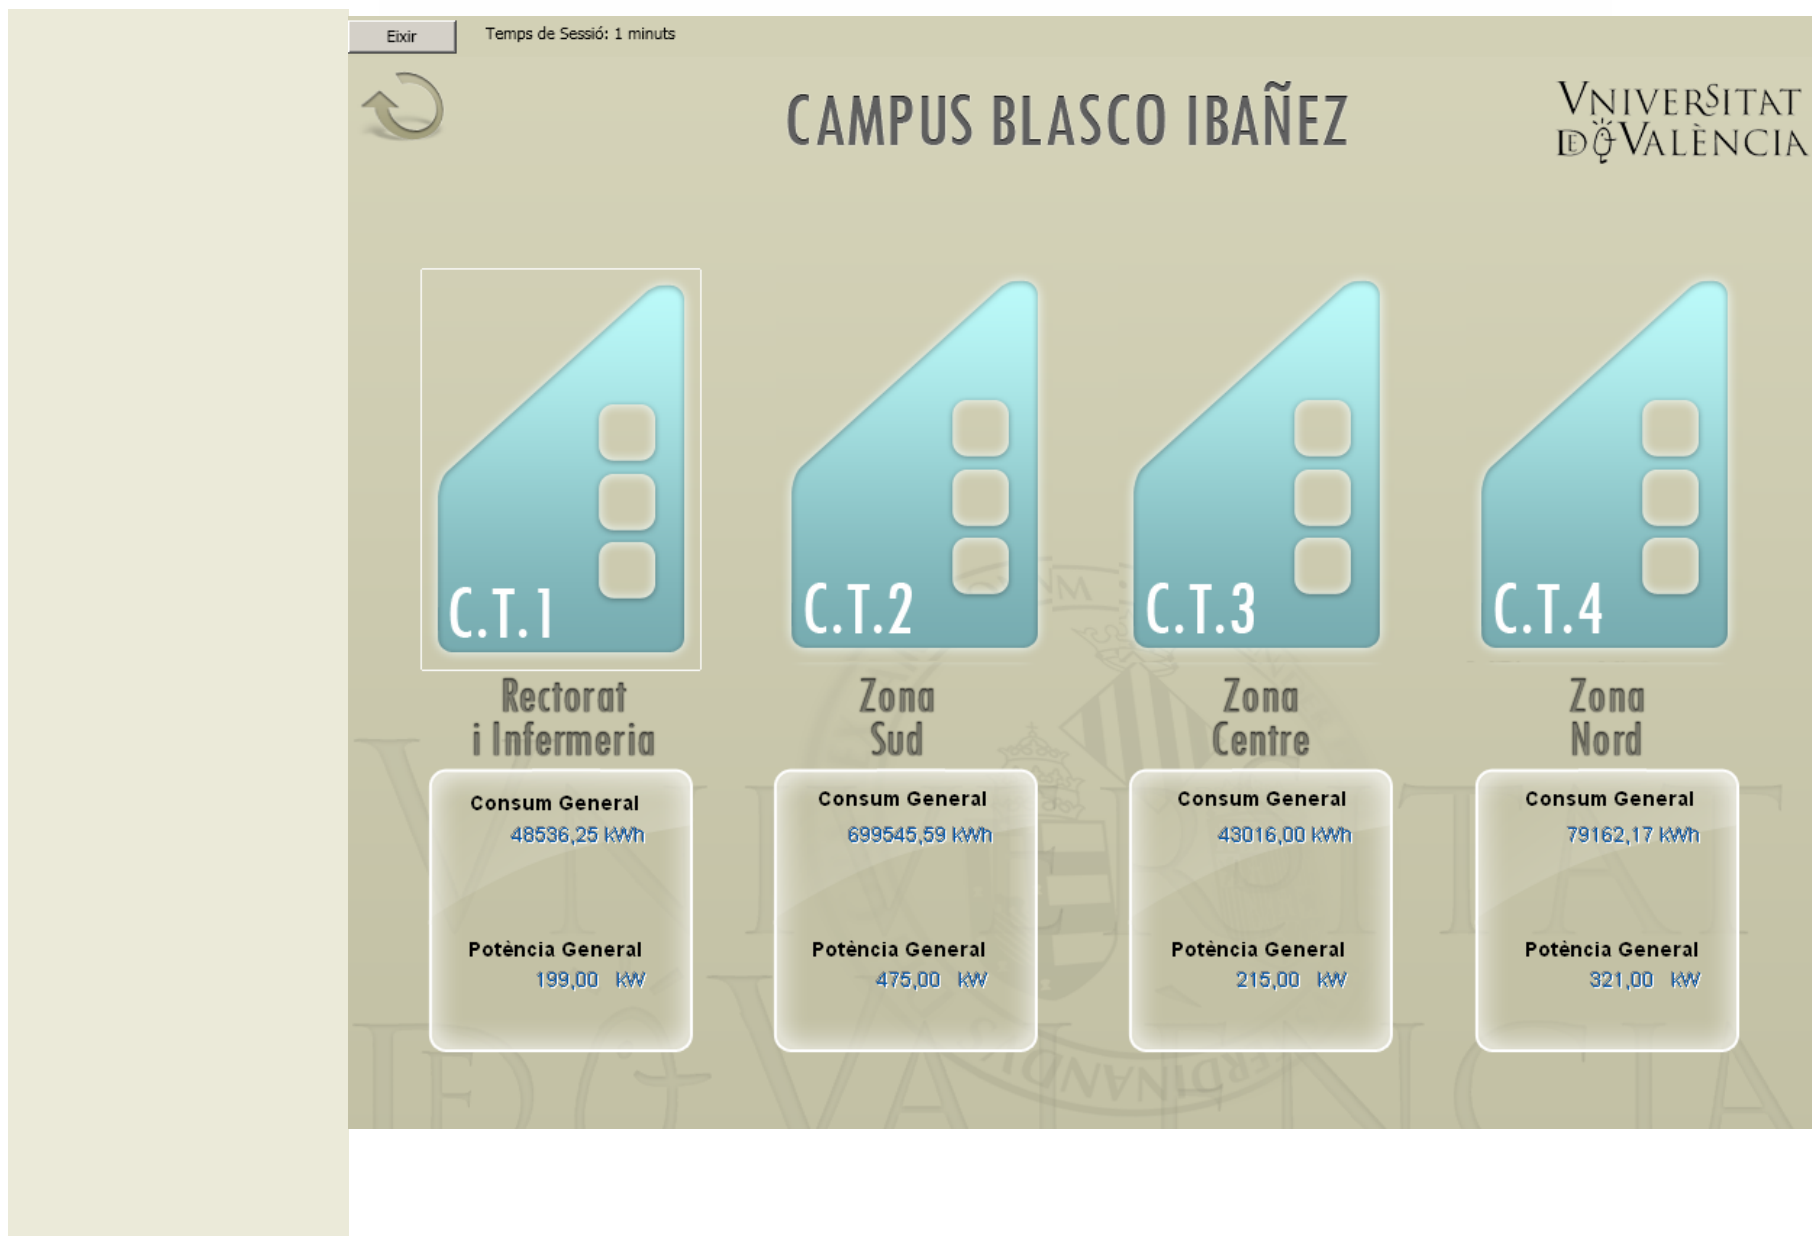 Eixir
Temps de Sessió: 1 minuts
CAMPUS BLASCO IBAÑEZ
VNIVERSITAT
DE VALÈNCIA
C.T.1
C.T.2
C.T.3
C.T.4
Rectorat
i Infermeria
Zona
Sud
Zona
Centre
Zona
Nord
Consum General
48536,25 kWh
Potència General
199,00 kW
Consum General
699545,59 kWh
Potència General
475,00 kW
Consum General
43016,00 kWh
Potència General
215,00 kW
Consum General
79162,17 kWh
Potència General
321,00 kW